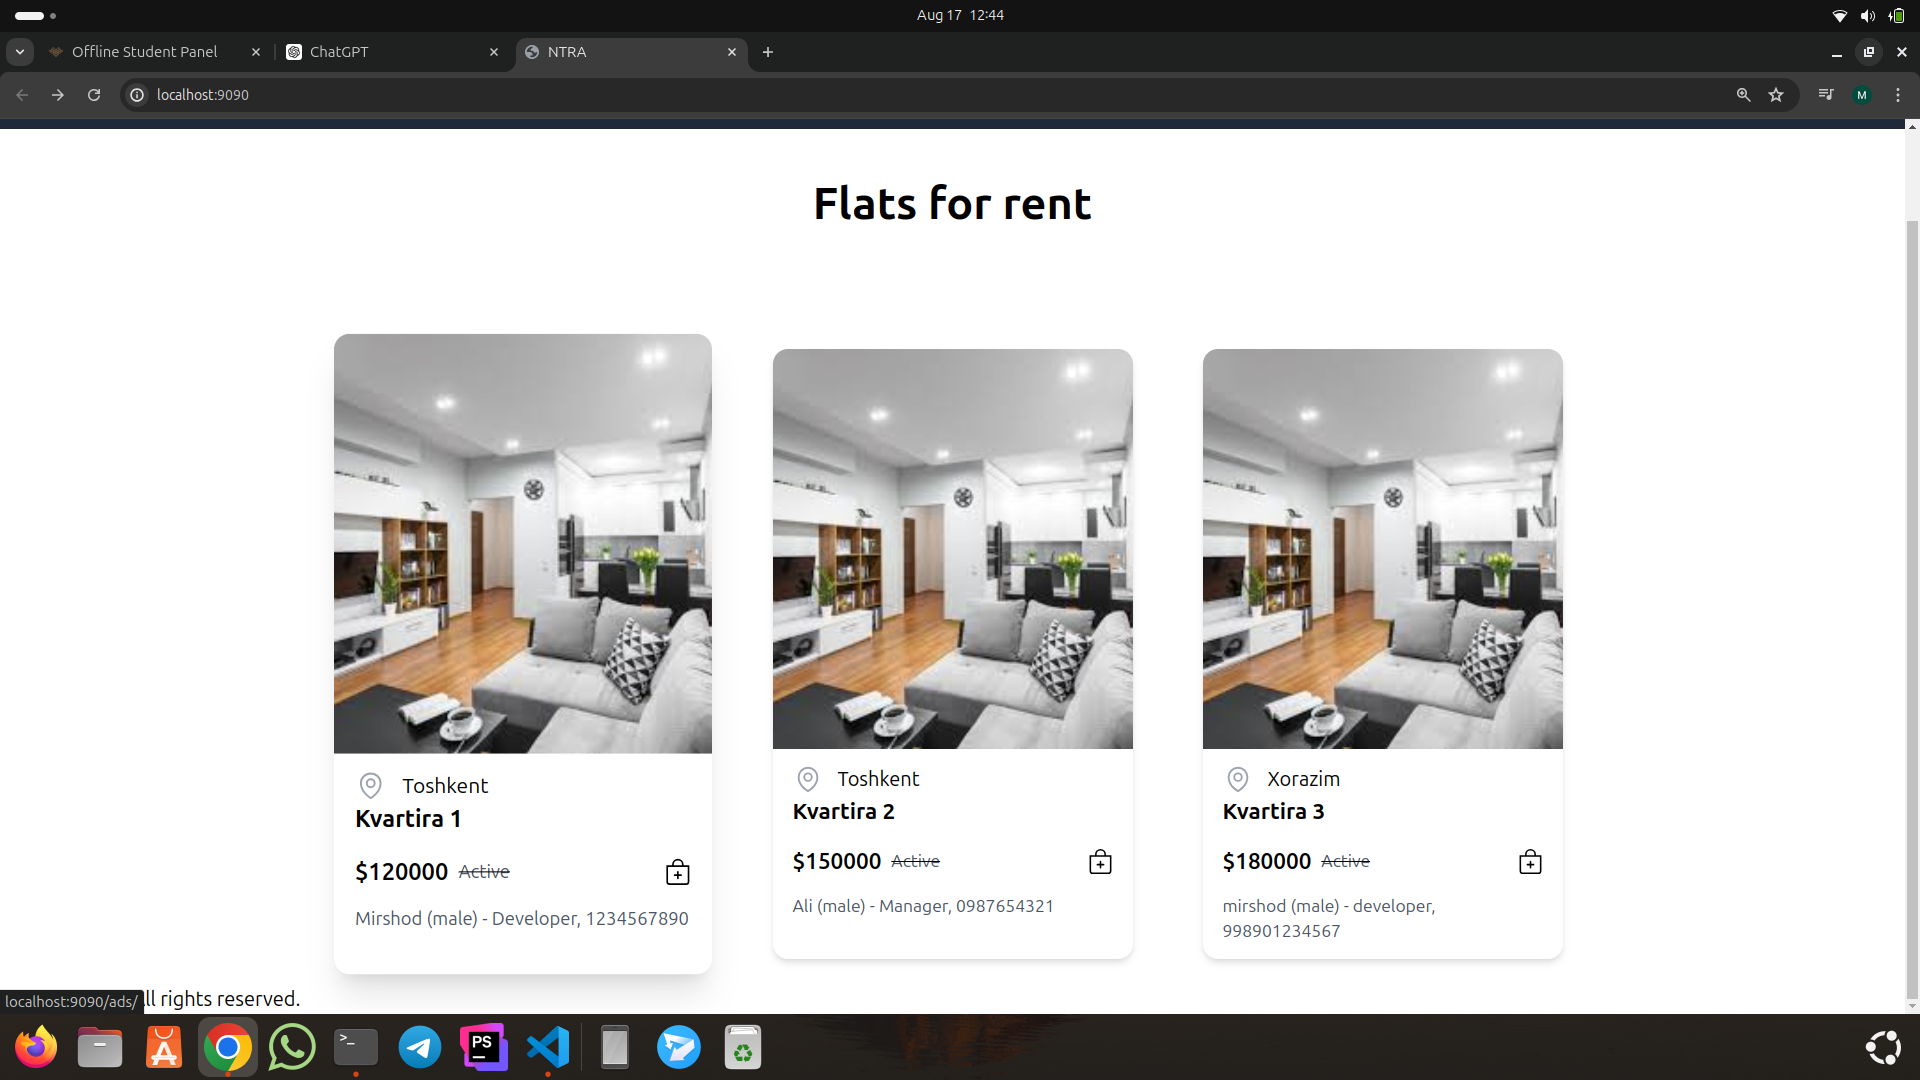 Aug 17 12:44
Offline Student Panel
ChatGPT
NTRA
localhost:9090
M
Flats for rent
Toshkent
Kvartira 1
$120000 Active
Mirshod (male) - Developer, 1234567890
Toshkent
Kvartira 2
$150000 Active
Ali (male) - Manager, 0987654321
Xorazim
Kvartira 3
$180000 Active
mirshod (male) - developer,
998901234567
localhost:9090/ads/
ll rights reserved.
>_
PS